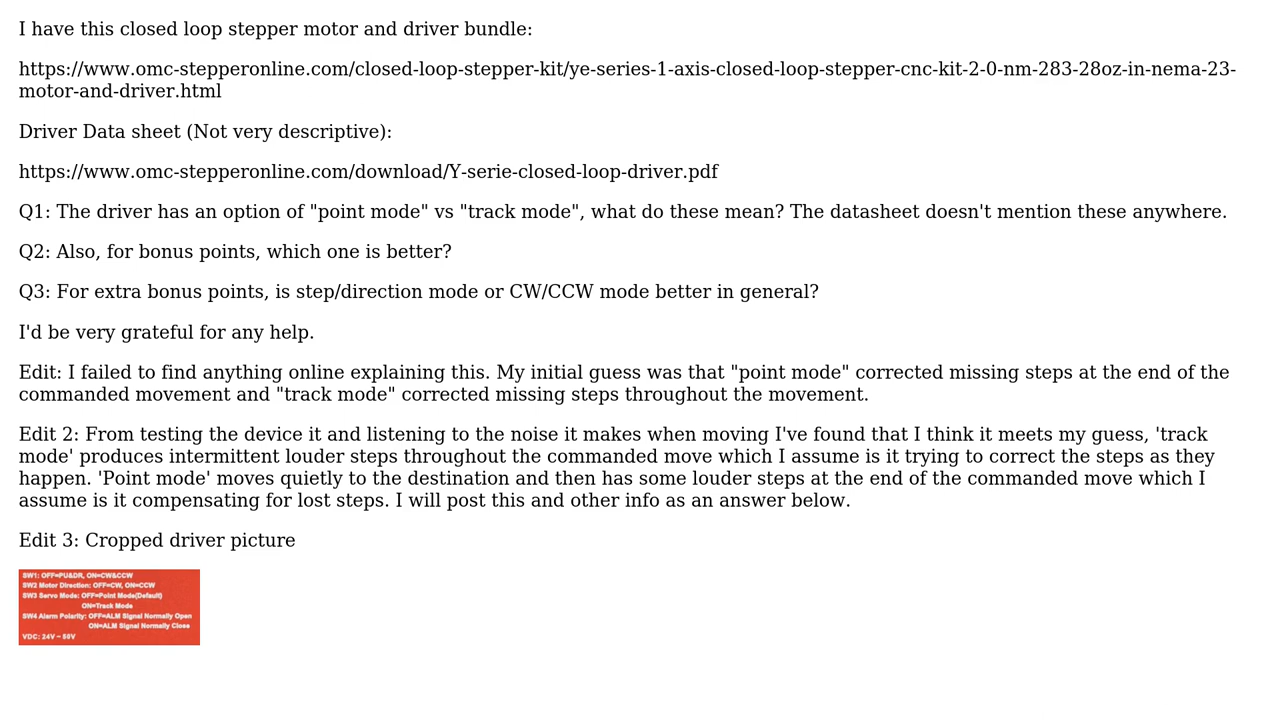 I have this closed loop stepper motor and driver bundle:
https://www.omc-stepperonline.com/closed-loop-stepper-kit/ye-series-1-axis-closed-loop-stepper-cnc-kit-2-0-nm-283-28oz-in-nema-23-
motor-and-driver.html
Driver Data sheet (Not very descriptive):
https://www.omc-stepperonline.com/download/Y-serie-closed-loop-driver.pdf
Q1: The driver has an option of "point mode" vs "track mode", what do these mean? The datasheet doesn't mention these anywhere.
Q2: Also, for bonus points, which one is better?
Q3: For extra bonus points, is step/direction mode or CW/CCW mode better in general?
I'd be very grateful for any help.
Edit: I failed to find anything online explaining this. My initial guess was that "point mode" corrected missing steps at the end of the
commanded movement and "track mode" corrected missing steps throughout the movement.
Edit 2: From testing the device it and listening to the noise it makes when moving I've found that I think it meets my guess, 'track
mode' produces intermittent louder steps throughout the commanded move which I assume is it trying to correct the steps as they
happen. 'Point mode' moves quietly to the destination and then has some louder steps at the end of the commanded move which I
assume is it compensating for lost steps. I will post this and other info as an answer below.
Edit 3: Cropped driver picture
SW1: OFF=PU&DR, ON=CW&CCW
SW2 Motor Direction: OFF=CW, ON=CCW
SW3 Servo Mode: OFF=Point Mode(Default)
ON=Track Mode
SW4 Alarm Polarity: OFF=ALM Signal Normally Open
ON=ALM Signal Normally Close
VDC: 24V ~ 50V